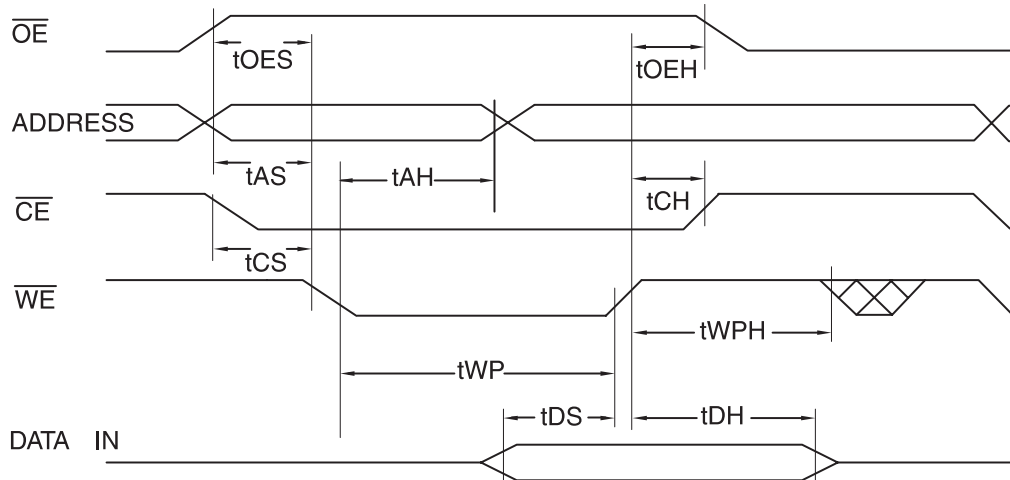 OE
tOES
tOEH
ADDRESS
tAS
tAH
tCH
CE
tCS
WE
tWPH
tWP
tDS
tDH
DATA IN